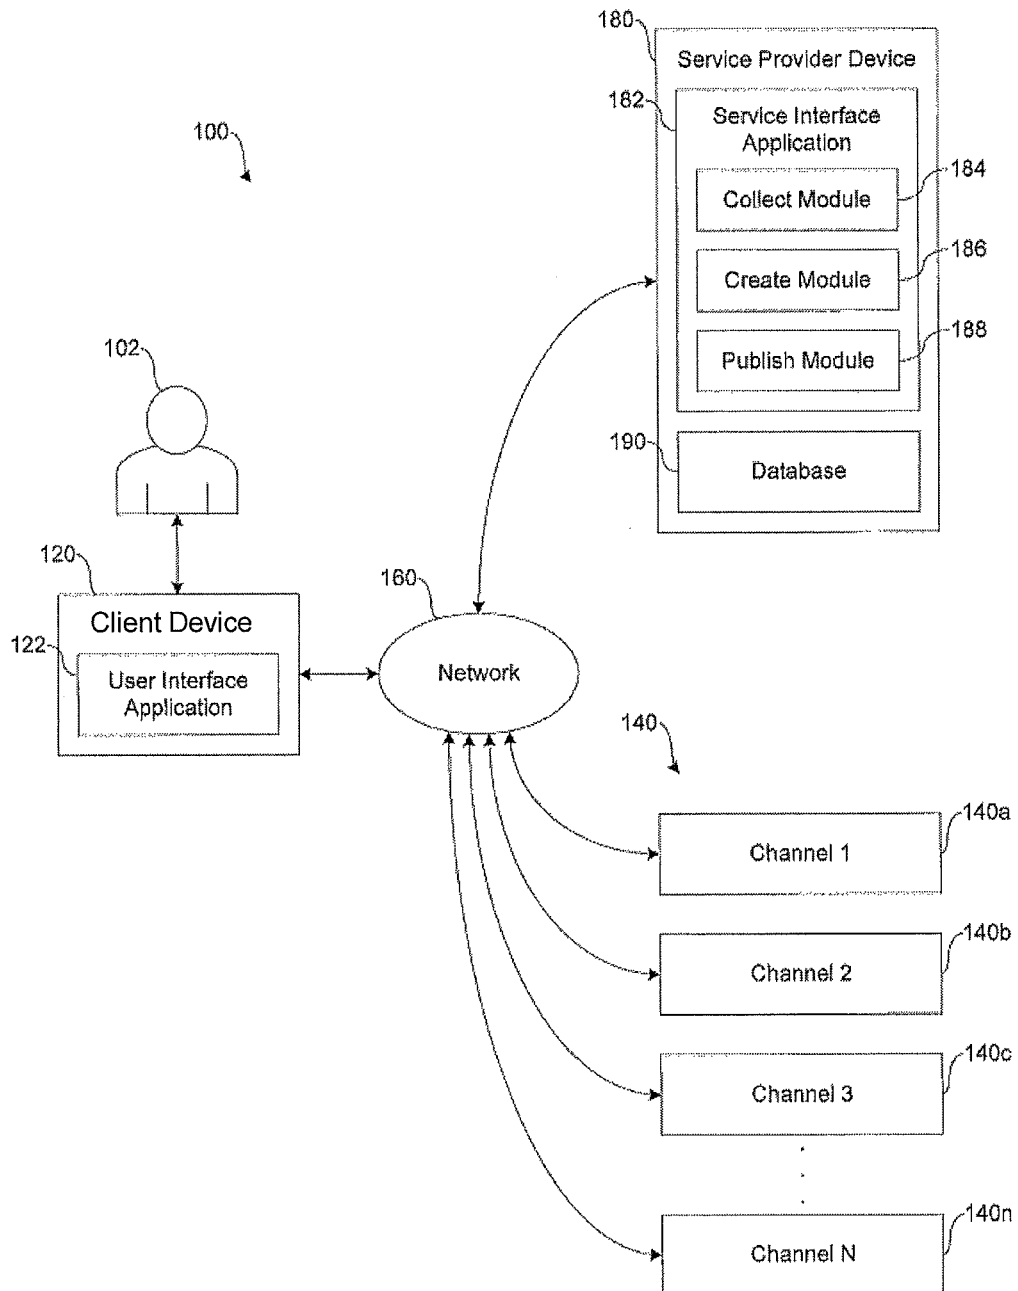 180
Service Provider Device
182
Service Interface
Application
184
Collect Module
186
Create Module
188
Publish Module
190
Database
100
102
120
Client Device
122
User Interface
Application
160
Network
140
140a
Channel 1
140b
Channel 2
140c
Channel 3
140n
Channel N